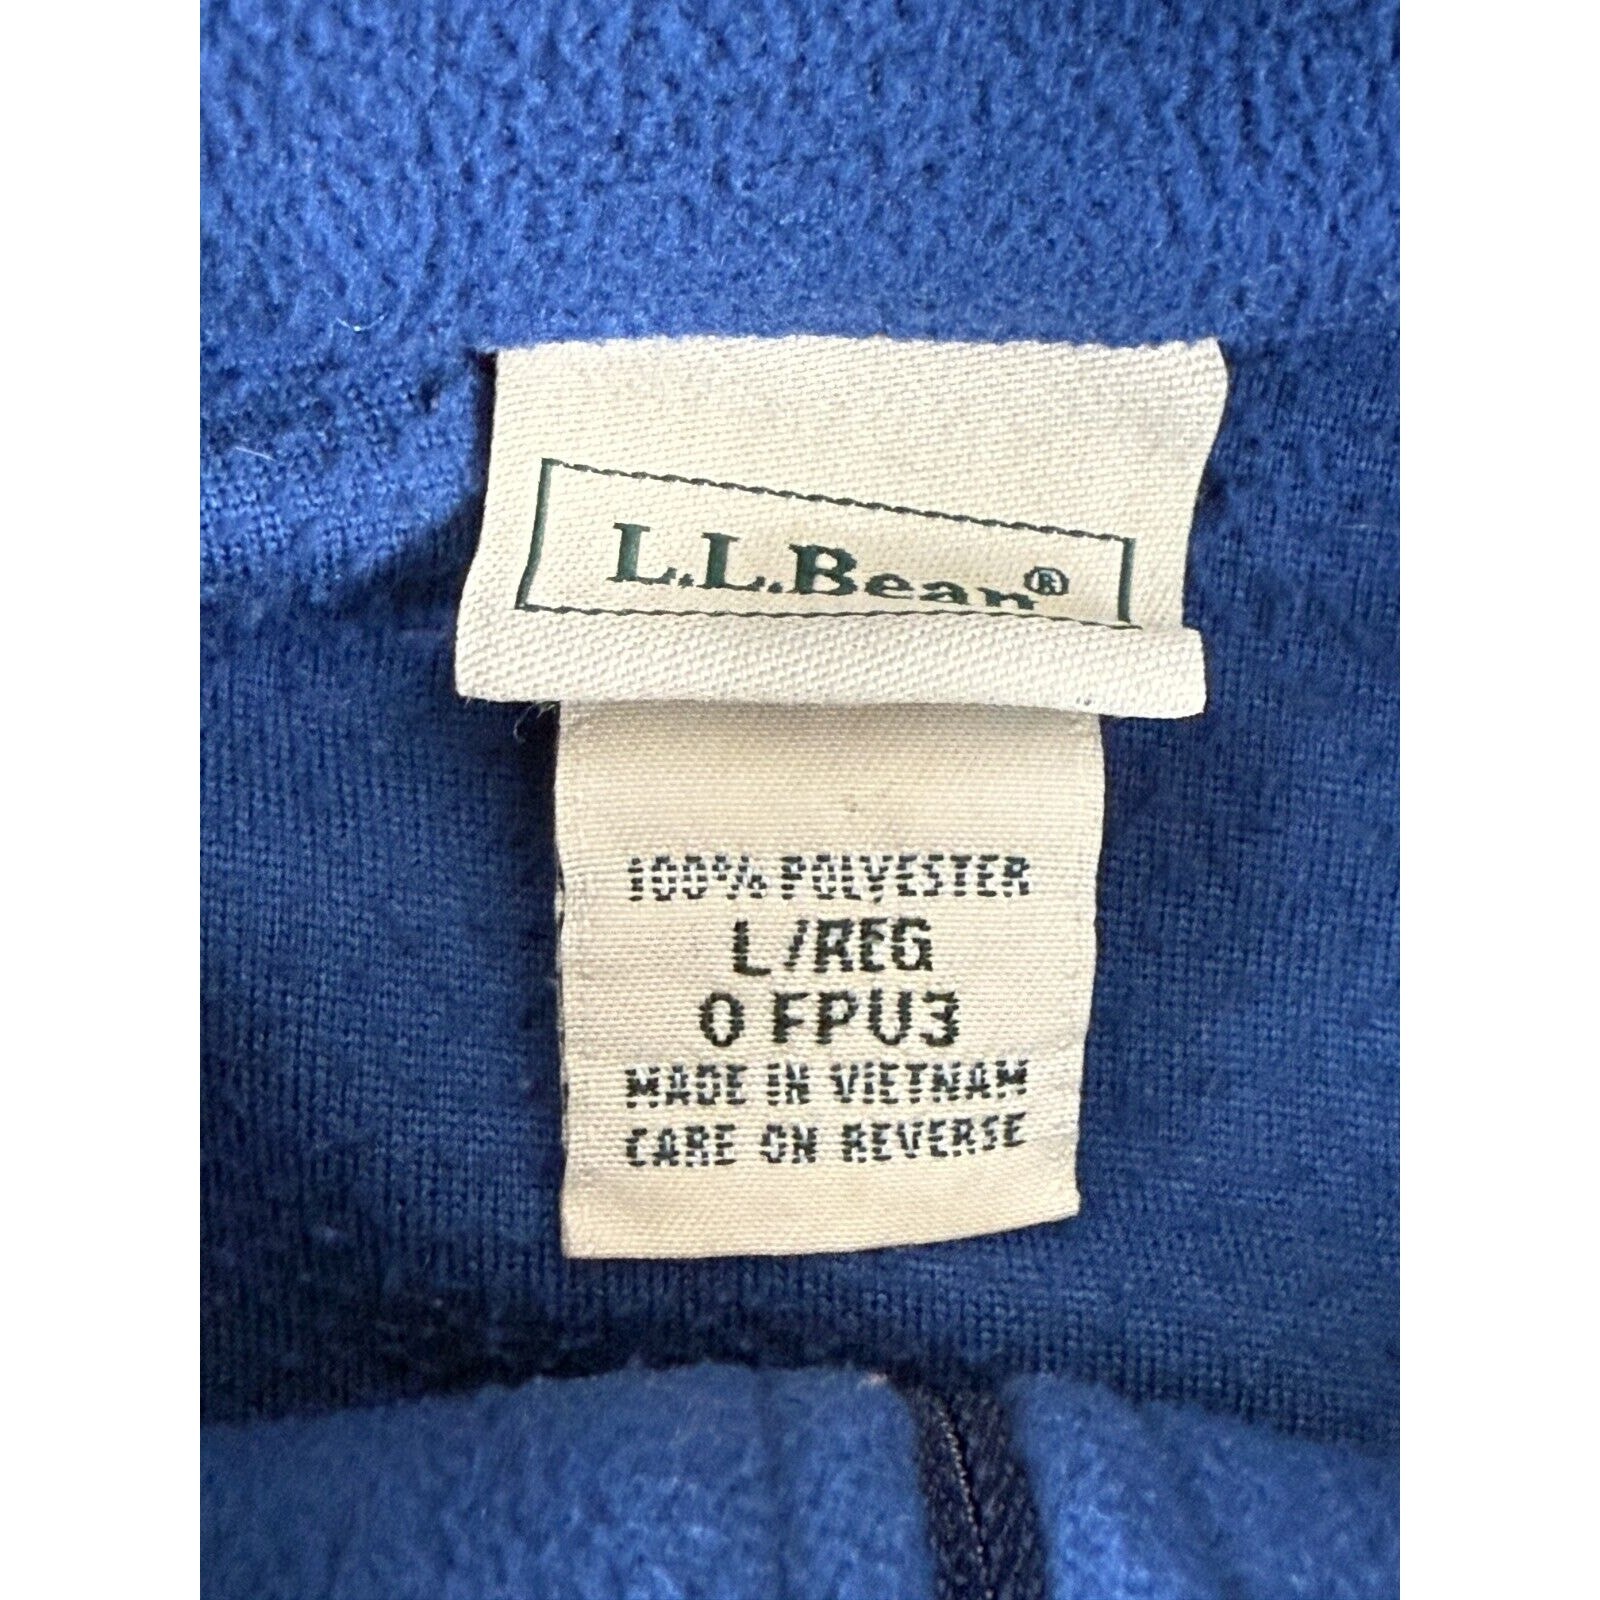 L.L.Bean®
100% POLYESTER
L/REG
0 FPU3
MADE IN VIETNAM
CARE ON REVERSE